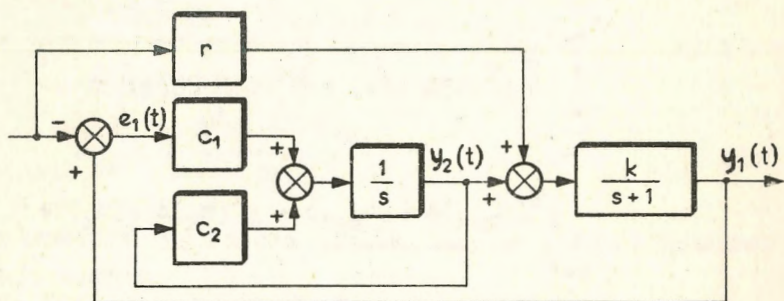 r
+
− e₁(t) c₁ + 1/s y₂(t) + k/(s+1) y₁(t)
+
+
c₂